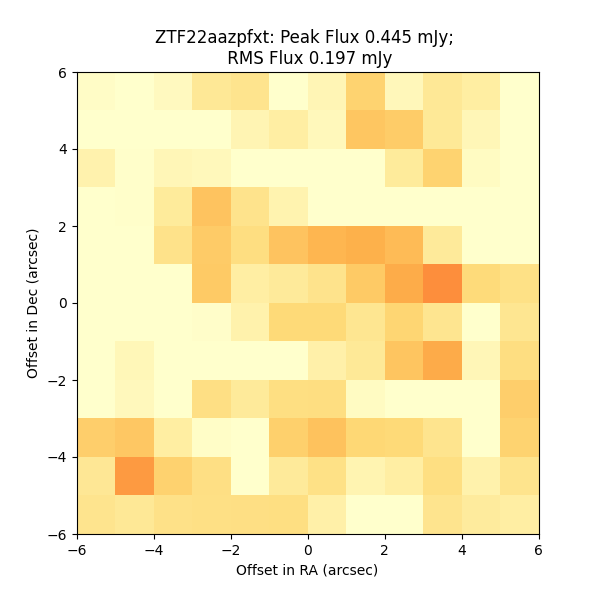 ZTF22aazpfxt: Peak Flux 0.445 mJy;
RMS Flux 0.197 mJy
6
4
2
0
−2
−4
−6
Offset in Dec (arcsec)
−6 −4 −2 0 2 4 6
Offset in RA (arcsec)